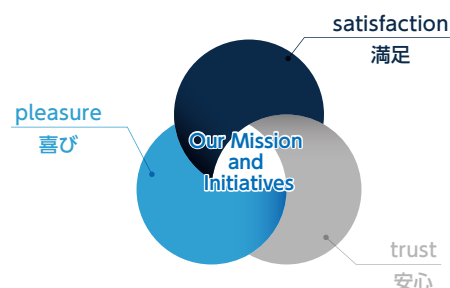 satisfaction
満足
pleasure
喜び
Our Mission
and
Initiatives
trust
安心